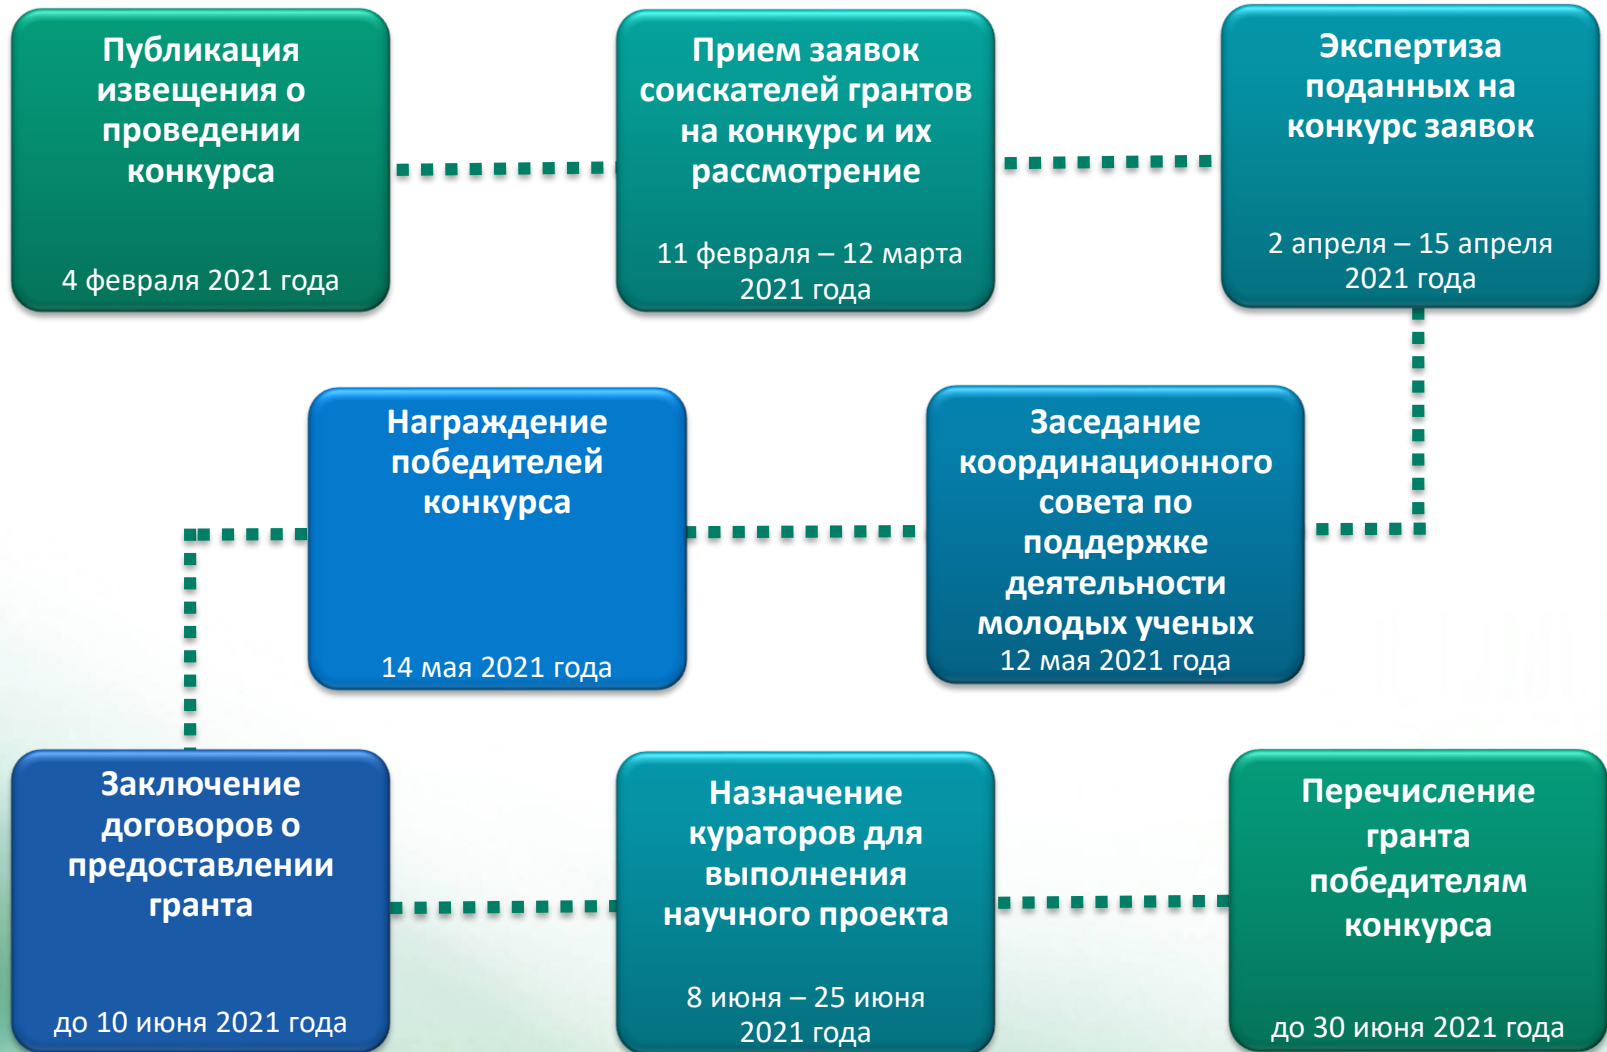 Публикация
извещения о
проведении
конкурса
4 февраля 2021 года
Прием заявок
соискателей грантов
на конкурс и их
рассмотрение
11 февраля – 12 марта
2021 года
Экспертиза
поданных на
конкурс заявок
2 апреля – 15 апреля
2021 года
Заседание
координационного
совета по
поддержке
деятельности
молодых ученых
12 мая 2021 года
Награждение
победителей
конкурса
14 мая 2021 года
Заключение
договоров о
предоставлении
гранта
до 10 июня 2021 года
Назначение
кураторов для
выполнения
научного проекта
8 июня – 25 июня
2021 года
Перечисление
гранта
победителям
конкурса
до 30 июня 2021 года